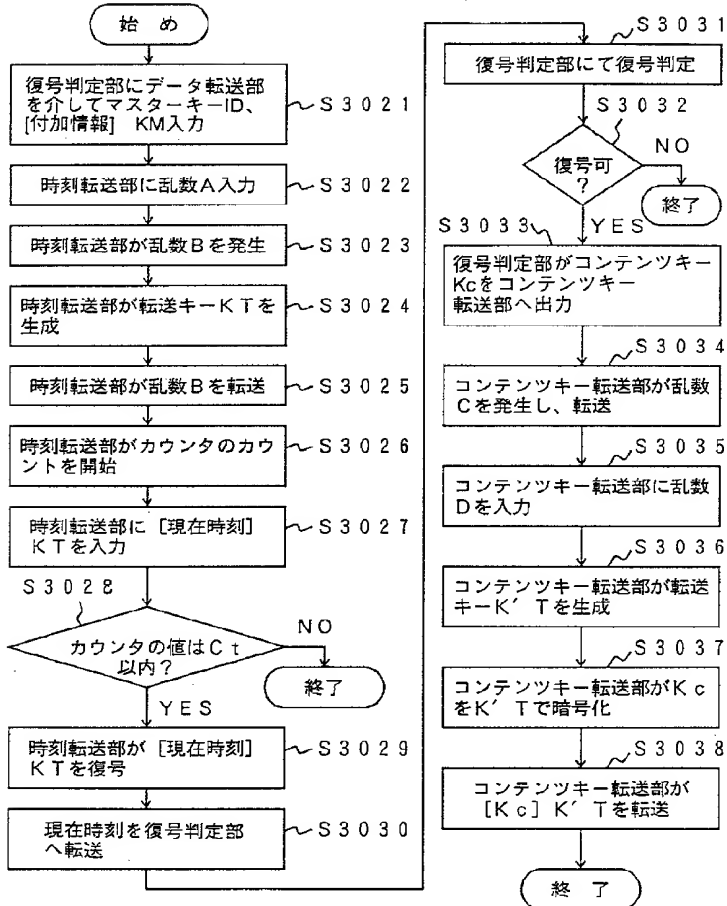 始 め
復号判定部にデータ転送部
を介してマスターキーID、
[付加情報] KM入力
S3021
時刻転送部に乱数A入力
S3022
時刻転送部が乱数Bを発生
S3023
時刻転送部が転送キーKTを
生成
S3024
時刻転送部が乱数Bを転送
S3025
時刻転送部がカウンタのカウ
ントを開始
S3026
時刻転送部に [現在時刻]
KTを入力
S3027
S3028
カウンタの値はCt
以内?
NO
終了
YES
時刻転送部が [現在時刻]
KTを復号
S3029
現在時刻を復号判定部
へ転送
S3030
S3031
復号判定部にて復号判定
S3032
復号可
?
NO
終了
YES
S3033
復号判定部がコンテンツキー
Kcをコンテンツキー
転送部へ出力
S3034
コンテンツキー転送部が乱数
Cを発生し、転送
S3035
コンテンツキー転送部に乱数
Dを入力
S3036
コンテンツキー転送部が転送
キーK′Tを生成
S3037
コンテンツキー転送部がKc
をK′Tで暗号化
S3038
コンテンツキー転送部が
[Kc] K′Tを転送
終 了